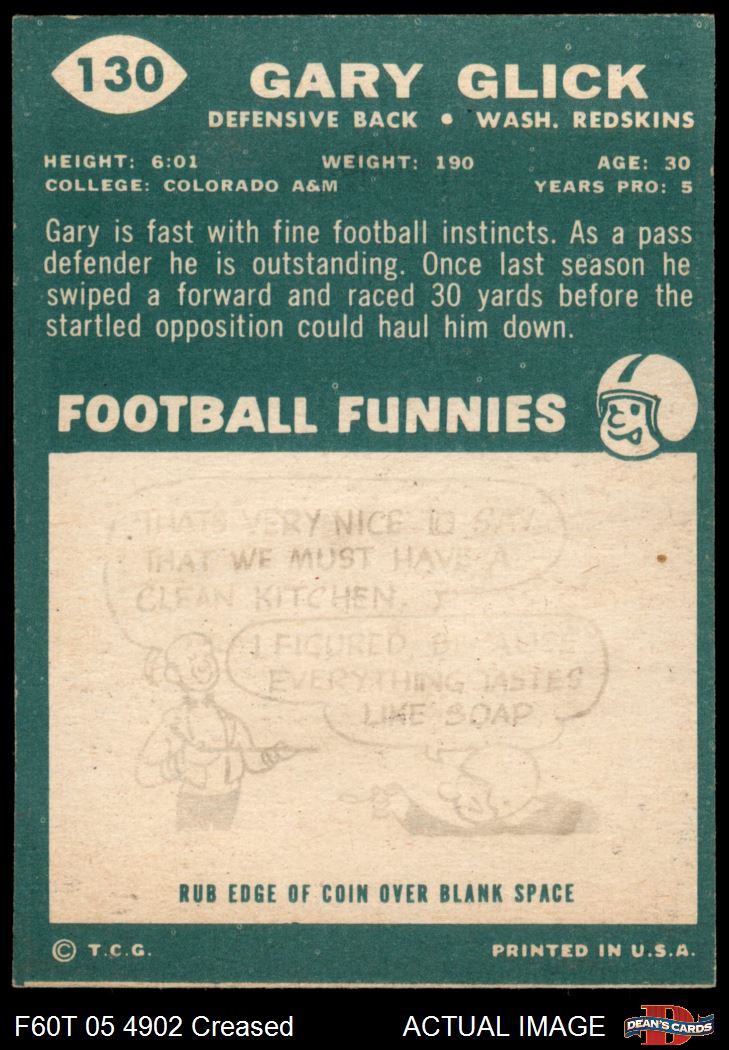 130
GARY GLICK
DEFENSIVE BACK • WASH. REDSKINS
HEIGHT: 6:01 WEIGHT: 190 AGE: 30
COLLEGE: COLORADO A&M YEARS PRO: 5
Gary is fast with fine football instincts. As a pass
defender he is outstanding. Once last season he
swiped a forward and raced 30 yards before the
startled opposition could haul him down.
FOOTBALL FUNNIES
THATS VERY NICE TO SAY
THAT WE MUST HAVE A
CLEAN KITCHEN.
I FIGURED
EVERYTHING TASTES
LIKE SOAP
RUB EDGE OF COIN OVER BLANK SPACE
© T.C.G. PRINTED IN U.S.A.
F60T 05 4902 Creased ACTUAL IMAGE
D
DEAN'S CARDS